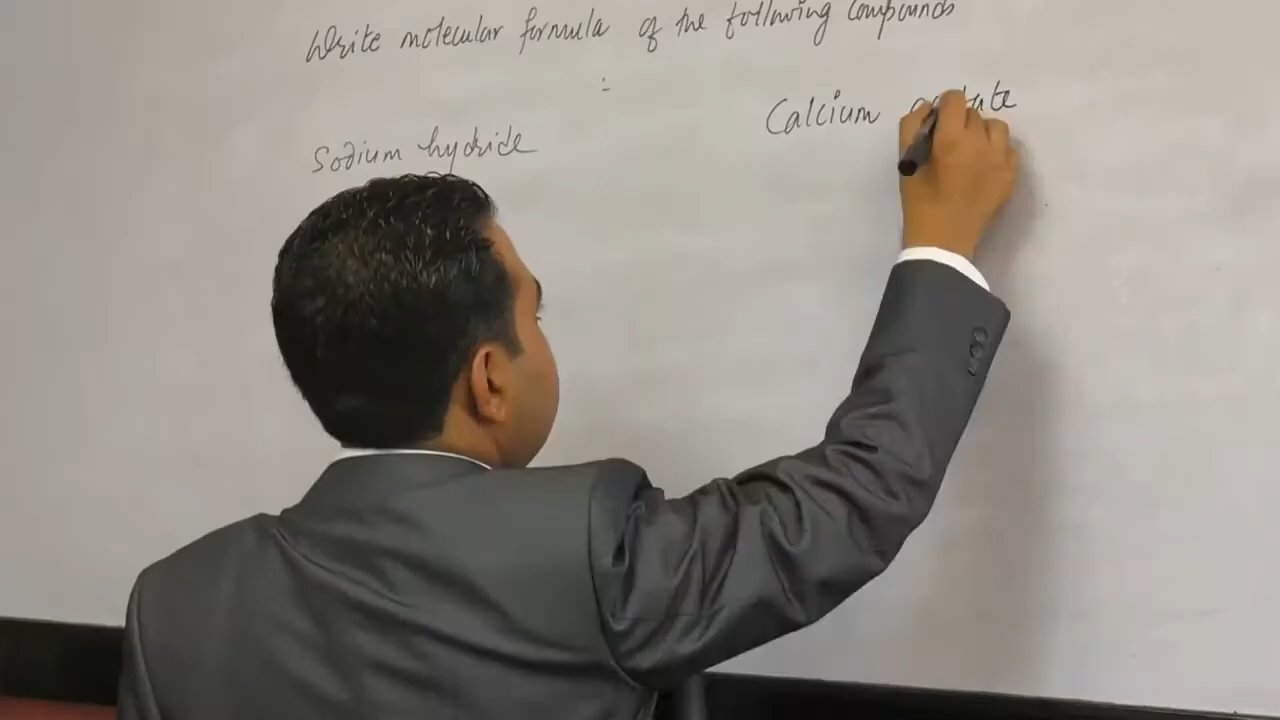 Write molecular formula of the following compounds
:
Sodium hydride
Calcium